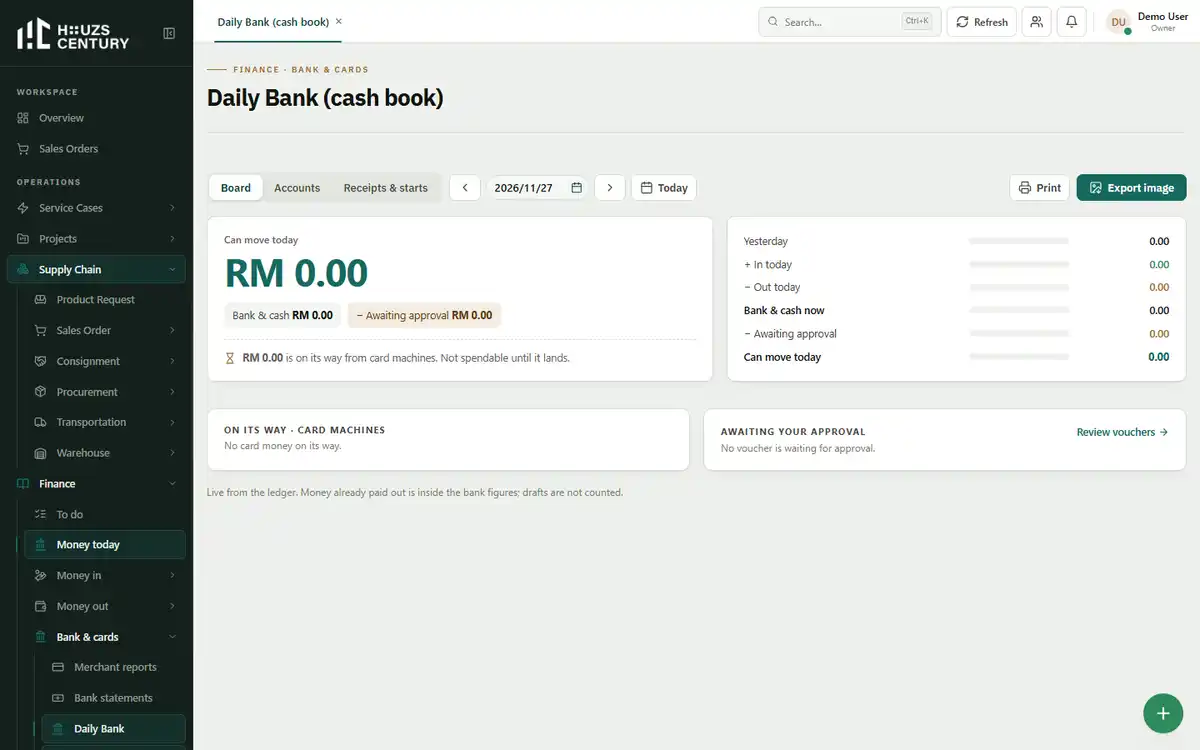 HOUZS
CENTURY
WORKSPACE
Overview
Sales Orders
OPERATIONS
Service Cases
Projects
Supply Chain
Product Request
Sales Order
Consignment
Procurement
Transportation
Warehouse
Finance
To do
Money today
Money in
Money out
Bank & cards
Merchant reports
Bank statements
Daily Bank
Daily Bank (cash book) ×
Search... Ctrl+K
Refresh
DU
Demo User
Owner
FINANCE · BANK & CARDS
Daily Bank (cash book)
Board Accounts Receipts & starts
2026/11/27
Today
Print
Export image
Can move today
RM 0.00
Bank & cash RM 0.00
− Awaiting approval RM 0.00
RM 0.00 is on its way from card machines. Not spendable until it lands.
Yesterday 0.00
+ In today 0.00
− Out today 0.00
Bank & cash now 0.00
− Awaiting approval 0.00
Can move today 0.00
ON ITS WAY · CARD MACHINES
No card money on its way.
AWAITING YOUR APPROVAL
Review vouchers →
No voucher is waiting for approval.
Live from the ledger. Money already paid out is inside the bank figures; drafts are not counted.